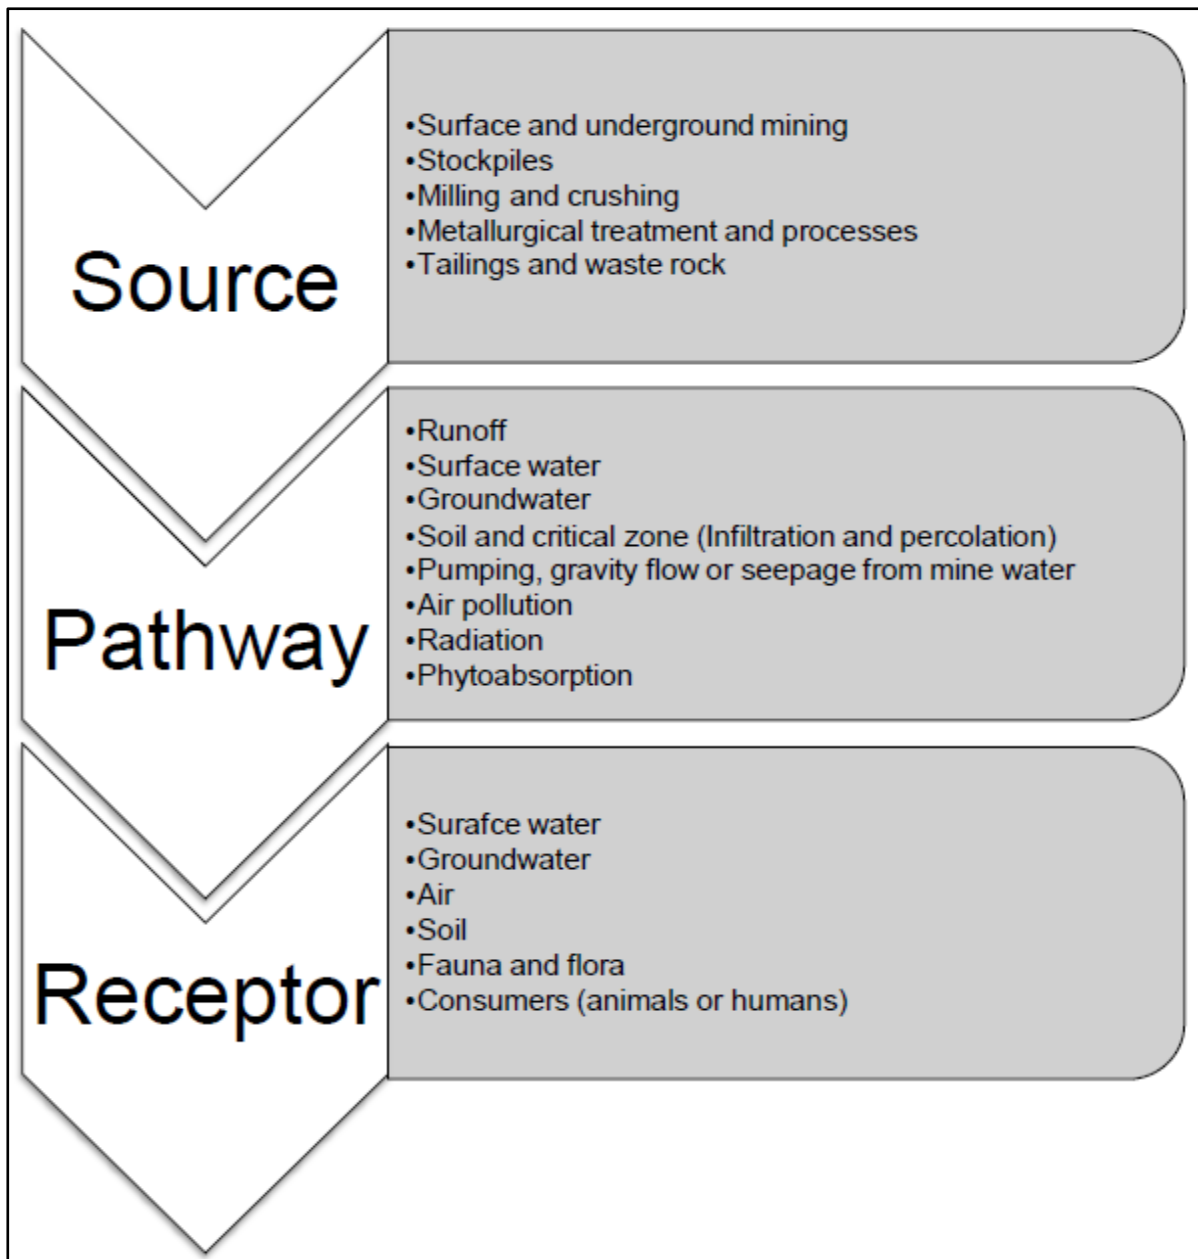 Source
•Surface and underground mining
•Stockpiles
•Milling and crushing
•Metallurgical treatment and processes
•Tailings and waste rock
Pathway
•Runoff
•Surface water
•Groundwater
•Soil and critical zone (Infiltration and percolation)
•Pumping, gravity flow or seepage from mine water
•Air pollution
•Radiation
•Phytoabsorption
Receptor
•Surafce water
•Groundwater
•Air
•Soil
•Fauna and flora
•Consumers (animals or humans)